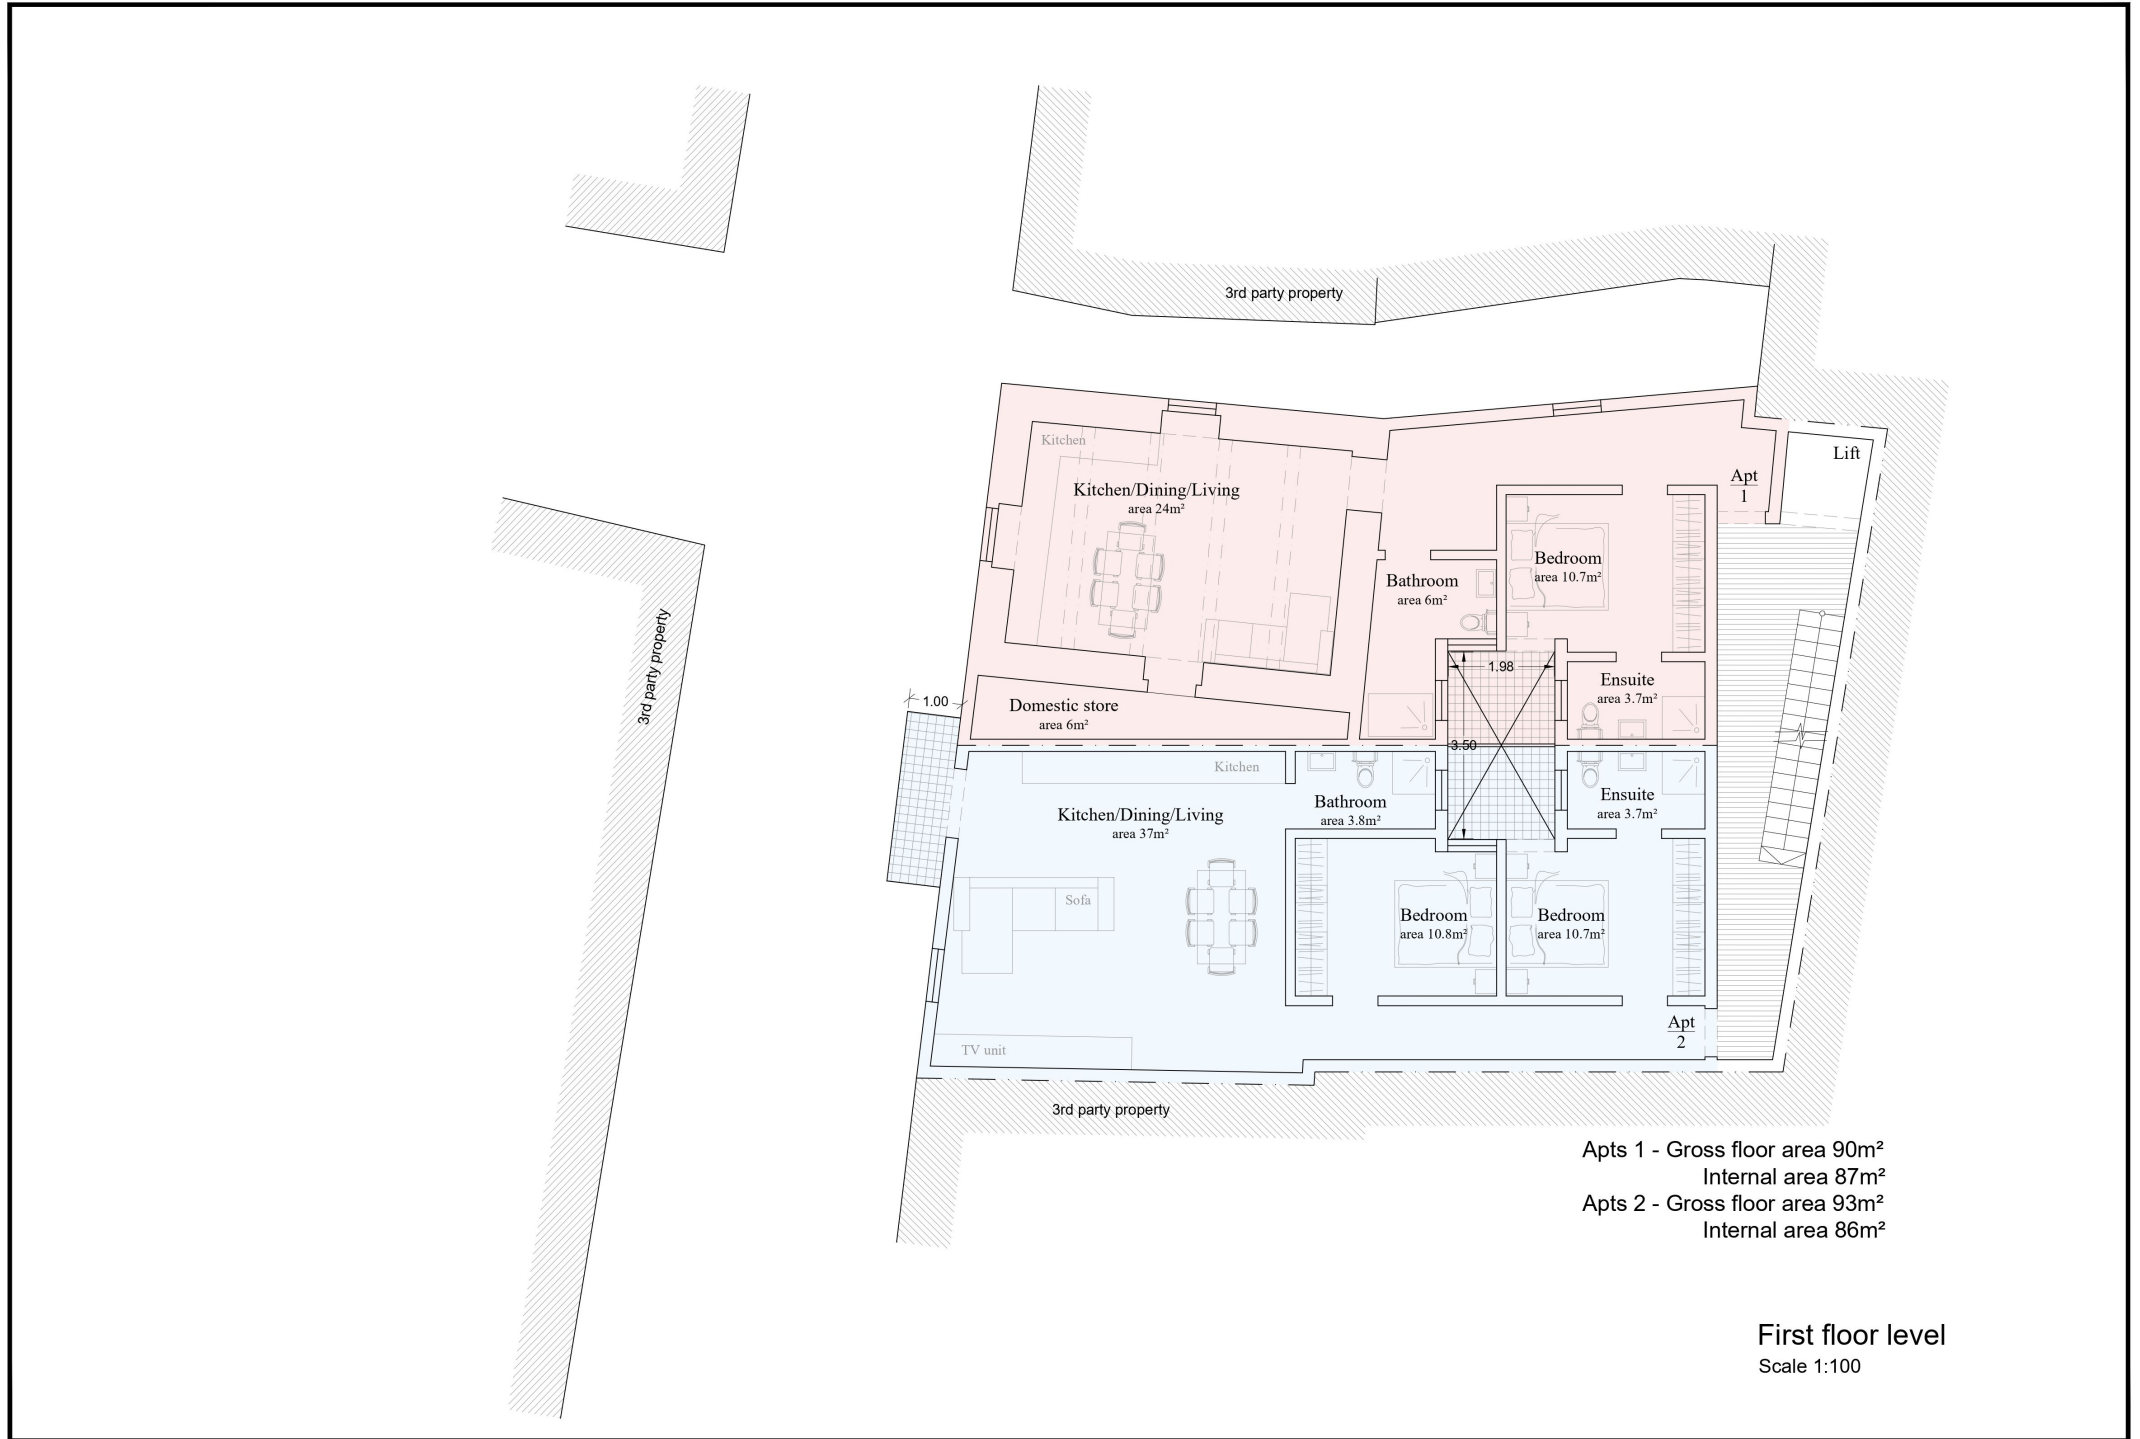 3rd party property
Lift
Kitchen
Apt
1
Kitchen/Dining/Living
area 24m²
Bedroom
area 10.7m²
Bathroom
area 6m²
3rd party property
1.98
Ensuite
area 3.7m²
1.00
Domestic store
area 6m²
3.50
Kitchen
Kitchen/Dining/Living
area 37m²
Bathroom
area 3.8m²
Ensuite
area 3.7m²
Sofa
Bedroom
area 10.8m²
Bedroom
area 10.7m²
Apt
2
TV unit
3rd party property
Apts 1 - Gross floor area 90m²
Internal area 87m²
Apts 2 - Gross floor area 93m²
Internal area 86m²
First floor level
Scale 1:100